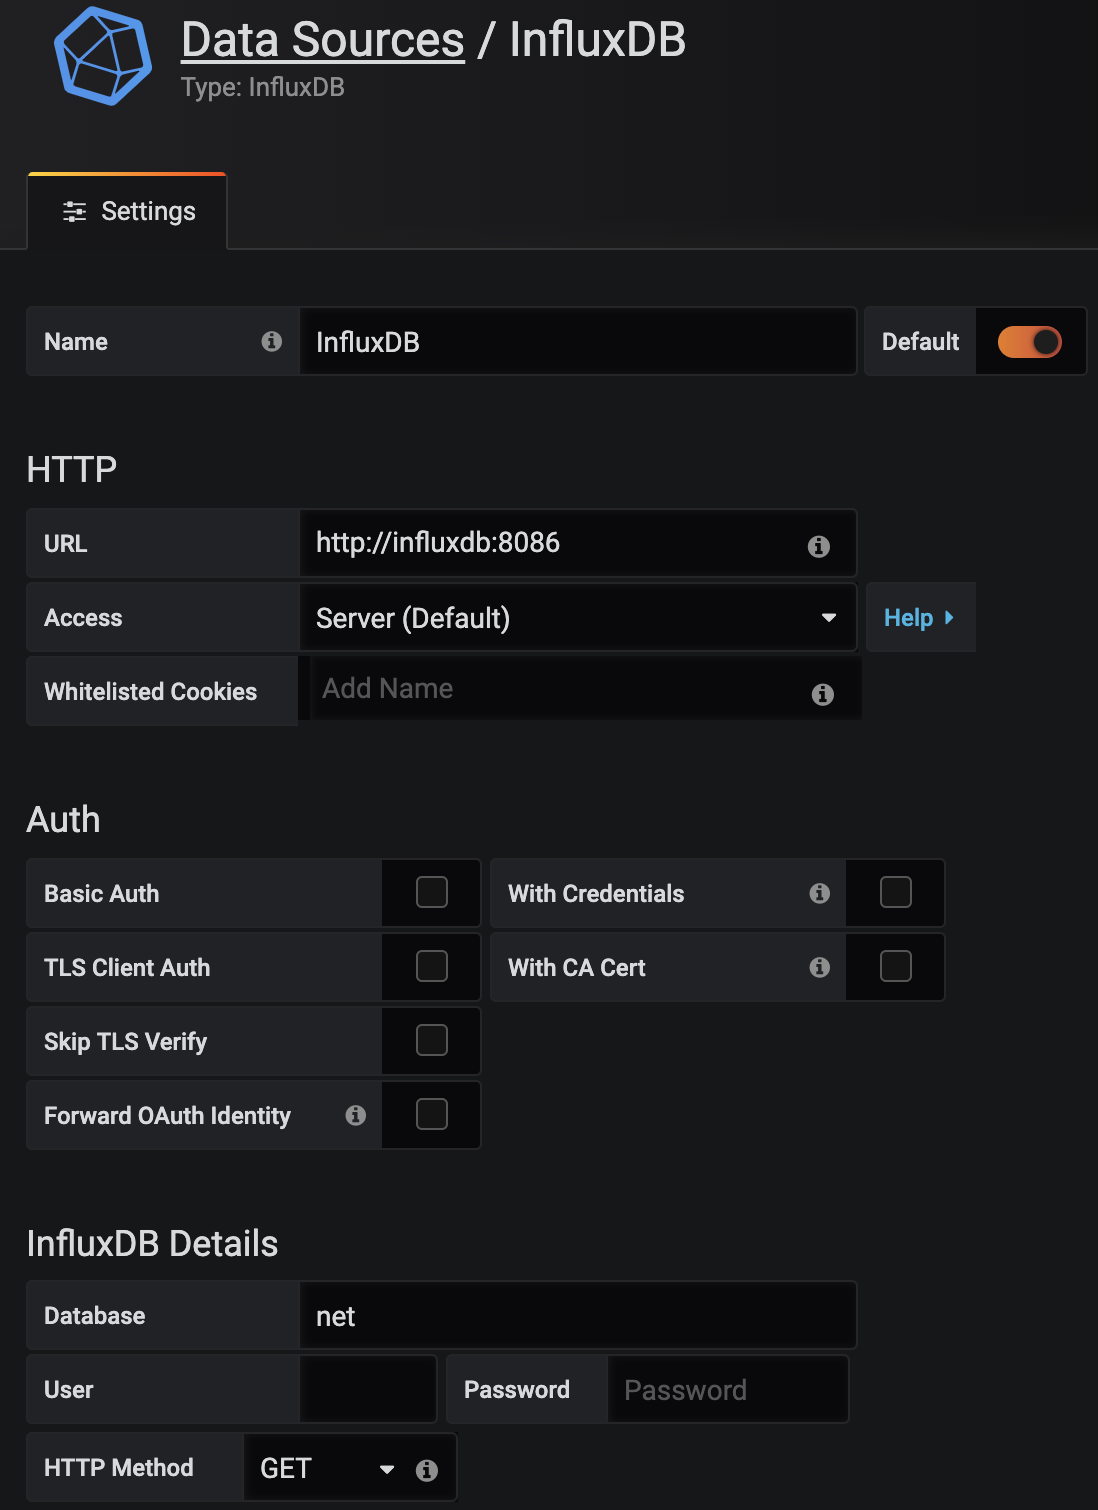 Data Sources / InfluxDB
Type: InfluxDB
Settings
Name InfluxDB Default
HTTP
URL http://influxdb:8086
Access Server (Default) Help
Whitelisted Cookies Add Name
Auth
Basic Auth With Credentials
TLS Client Auth With CA Cert
Skip TLS Verify
Forward OAuth Identity
InfluxDB Details
Database net
User Password Password
HTTP Method GET